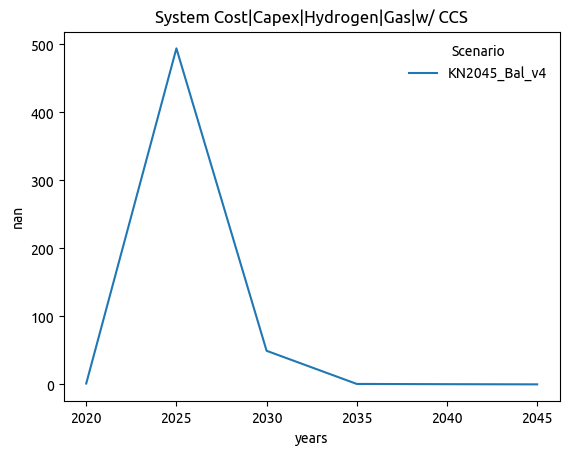 System Cost|Capex|Hydrogen|Gas|w/ CCS
Scenario
KN2045_Bal_v4
500
400
300
200
100
0
nan
2020 2025 2030 2035 2040 2045
years